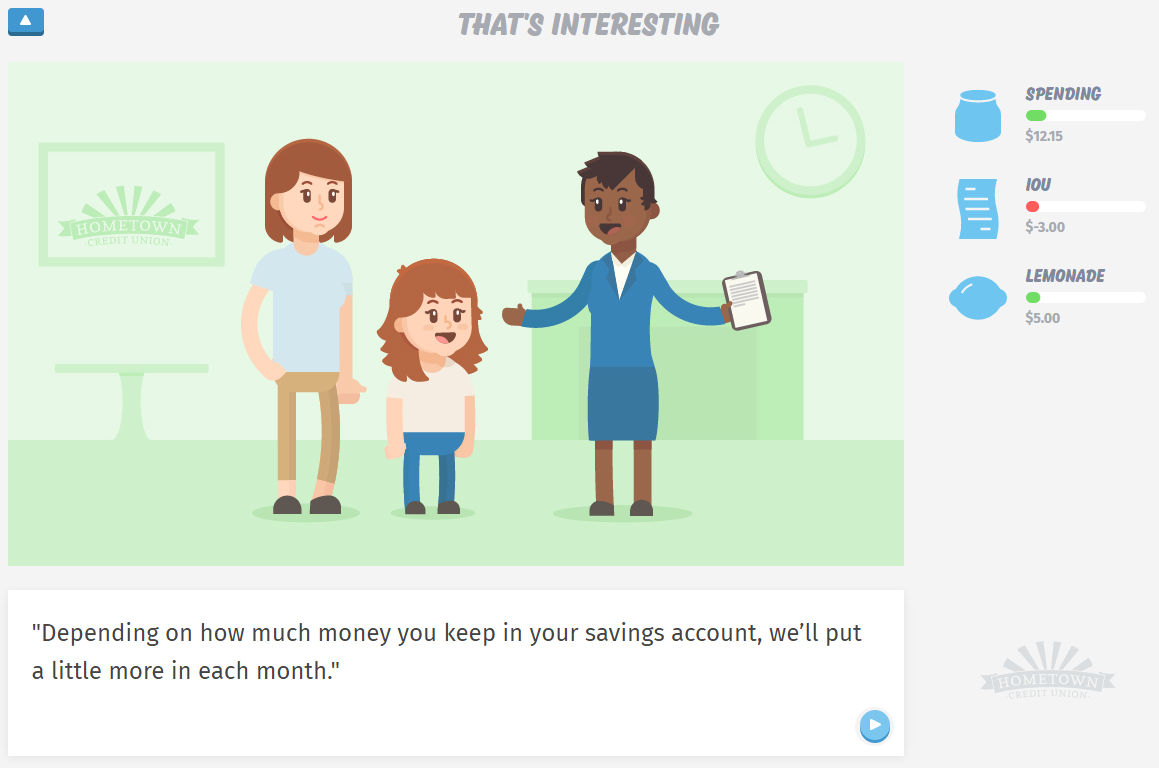 THAT'S INTERESTING
HOMETOWN
·CREDIT UNION·
SPENDING
$12.15
IOU
$-3.00
LEMONADE
$5.00
"Depending on how much money you keep in your savings account, we’ll put
a little more in each month."
HOMETOWN
·CREDIT UNION·